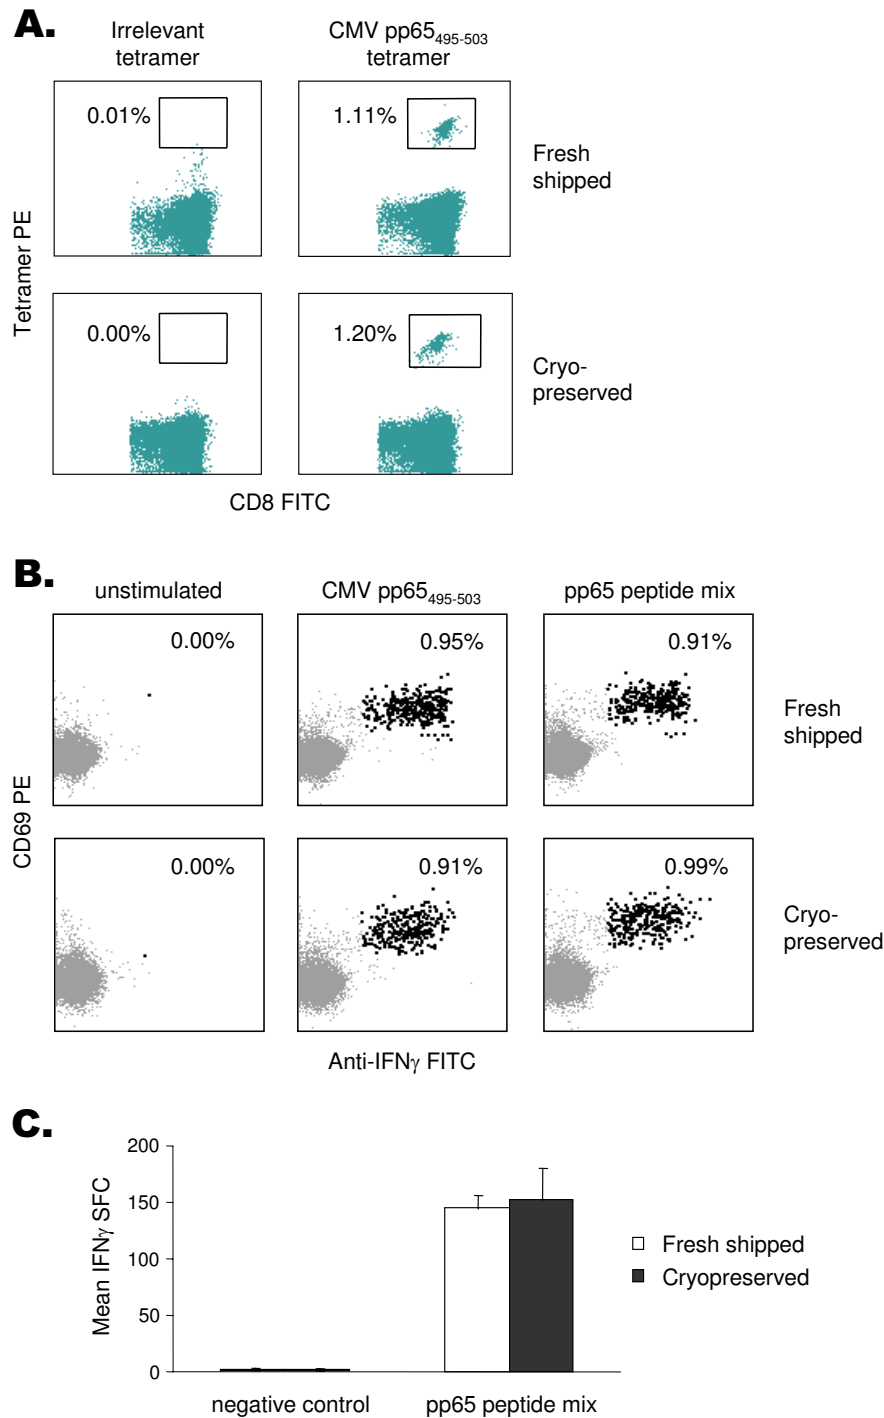 A.
Irrelevant
tetramer
CMV pp65495-503
tetramer
0.01%
1.11%
Fresh
shipped
Tetramer PE
0.00%
1.20%
Cryo-
preserved
CD8 FITC
B.
unstimulated
CMV pp65495-503
pp65 peptide mix
0.00%
0.95%
0.91%
Fresh
shipped
CD69 PE
0.00%
0.91%
0.99%
Cryo-
preserved
Anti-IFNγ FITC
C.
Mean IFNγ SFC
200
150
100
50
0
Fresh shipped
Cryopreserved
negative control
pp65 peptide mix